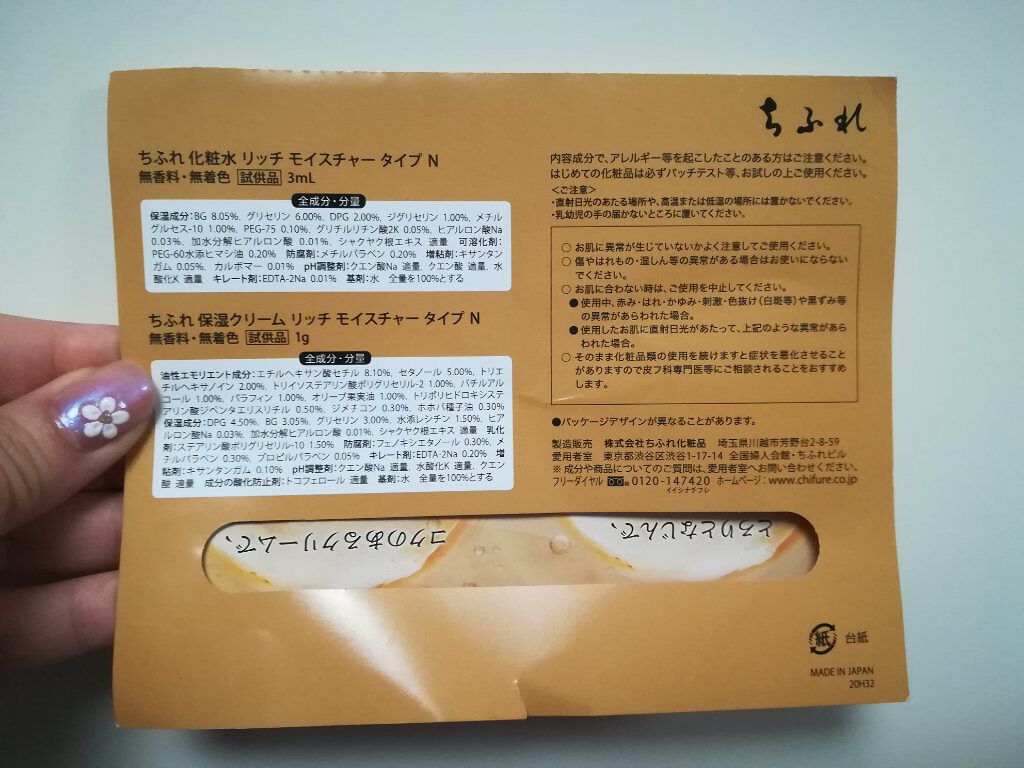 ちふれ
ちふれ 化粧水 リッチ モイスチャー タイプ N
無香料・無着色 試供品 3mL
全成分・分量
保湿成分：BG 8.05%, グリセリン 6.00%, DPG 2.00%, ジグリセリン 1.00%, メチル
グルセス-10 1.00%, PEG-75 0.10%, グリチルリチン酸2K 0.05%, ヒアルロン酸Na
0.03%, 加水分解ヒアルロン酸 0.01%, シャクヤク根エキス 適量 可溶化剤：
PEG-60水添ヒマシ油 0.20% 防腐剤：メチルパラベン 0.20% 増粘剤：キサンタン
ガム 0.05%, カルボマー 0.01% pH調整剤：クエン酸Na 適量, クエン酸 適量, 水
酸化K 適量 キレート剤：EDTA-2Na 0.01% 基剤：水 全量を100%とする
ちふれ 保湿クリーム リッチ モイスチャー タイプ N
無香料・無着色 試供品 1g
全成分・分量
油性エモリエント成分：エチルヘキサン酸セチル 8.10%, セタノール 5.00%, トリエ
チルヘキサノイン 2.00%, トリイソステアリン酸ポリグリセリル-2 1.00%, バチルアル
コール 1.00%, パラフィン 1.00%, オリーブ果実油 1.00%, トリポリヒドロキシステ
アリン酸ジペンタエリスリチル 0.50%, ジメチコン 0.30%, ホホバ種子油 0.30%
保湿成分：DPG 4.50%, BG 3.05%, グリセリン 3.00%, 水添レシチン 1.50%, ヒア
ルロン酸Na 0.03%, 加水分解ヒアルロン酸 0.01%, シャクヤク根エキス 適量 乳化
剤：ステアリン酸ポリグリセリル-10 1.50% 防腐剤：フェノキシエタノール 0.30%, メ
チルパラベン 0.30%, プロピルパラベン 0.05% キレート剤：EDTA-2Na 0.20% 増
粘剤：キサンタンガム 0.10% pH調整剤：クエン酸Na 適量, 水酸化K 適量, クエン
酸 適量 成分の酸化防止剤：トコフェロール 適量 基剤：水 全量を100%とする
内容成分で、アレルギー等を起こしたことのある方はご注意ください。
はじめての化粧品は必ずパッチテスト等、お試しの上ご使用ください。
＜ご注意＞
・直射日光のあたる場所や、高温または低温の場所には置かないでください。
・乳幼児の手の届かないところに置いてください。
○ お肌に異常が生じていないかよく注意してご使用ください。
○ 傷やはれもの・湿しん等の異常がある場合はお使いにならない
でください。
○ お肌に合わない時は、ご使用を中止してください。
● 使用中、赤み・はれ・かゆみ・刺激・色抜け（白斑等）や黒ずみ等
の異常があらわれた場合。
● 使用したお肌に直射日光があたって、上記のような異常があら
われた場合。
○ そのまま化粧品類の使用を続けますと症状を悪化させること
がありますので皮フ科専門医等にご相談されることをおすすめ
します。
●パッケージデザインが異なることがあります。
製造販売 株式会社ちふれ化粧品 埼玉県川越市芳野台2-8-59
愛用者室 東京都渋谷区渋谷1-17-14 全国婦人会館・ちふれビル
※ 成分や商品についてのご質問は、愛用者室へお問い合わせください。
フリーダイヤル 0120-147420 ホームページ：www.chifure.co.jp
イイシナチフレ
コクのあるクリームで、
とろりとなじんで、
紙 台紙
MADE IN JAPAN
20H32